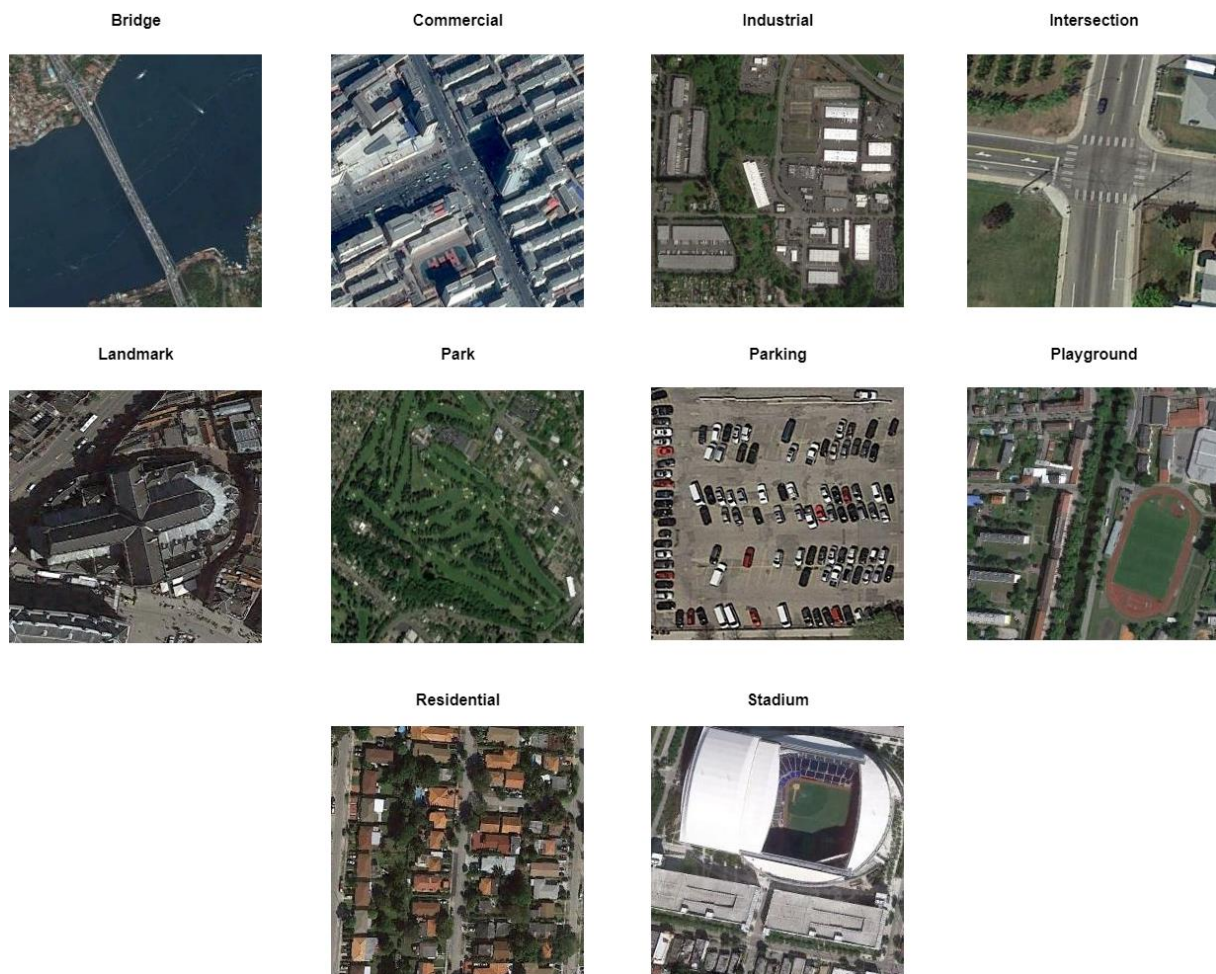 Bridge
Commercial
Industrial
Intersection
Landmark
Park
Parking
Playground
Residential
Stadium